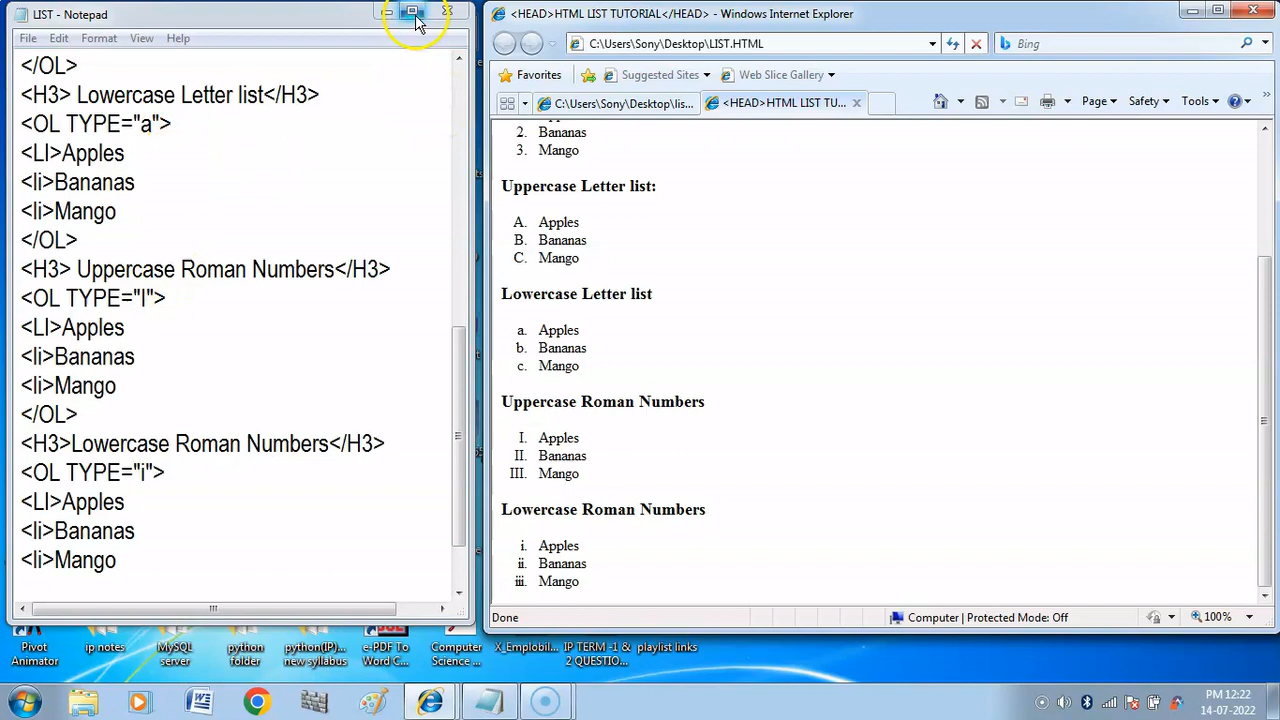 LIST - Notepad
File Edit Format View Help
</OL>
<H3> Lowercase Letter list</H3>
<OL TYPE="a">
<LI>Apples
<li>Bananas
<li>Mango
</OL>
<H3> Uppercase Roman Numbers</H3>
<OL TYPE="I">
<LI>Apples
<li>Bananas
<li>Mango
</OL>
<H3>Lowercase Roman Numbers</H3>
<OL TYPE="i">
<LI>Apples
<li>Bananas
<li>Mango
<HEAD>HTML LIST TUTORIAL</HEAD> - Windows Internet Explorer
C:\Users\Sony\Desktop\LIST.HTML
Bing
Favorites Suggested Sites Web Slice Gallery
C:\Users\Sony\Desktop\lis... <HEAD>HTML LIST TU... Page Safety Tools
2. Bananas
3. Mango
Uppercase Letter list:
A. Apples
B. Bananas
C. Mango
Lowercase Letter list
a. Apples
b. Bananas
c. Mango
Uppercase Roman Numbers
I. Apples
II. Bananas
III. Mango
Lowercase Roman Numbers
i. Apples
ii. Bananas
iii. Mango
Done Computer | Protected Mode: Off 100%
Pivot Animator
ip notes
MySQL server
python folder
python(IP)... new syllabus
e-PDF To Word C...
Computer Science ...
X_Emplobil...
IP TERM -1 & 2 QUESTIO...
playlist links
PM 12:22
14-07-2022